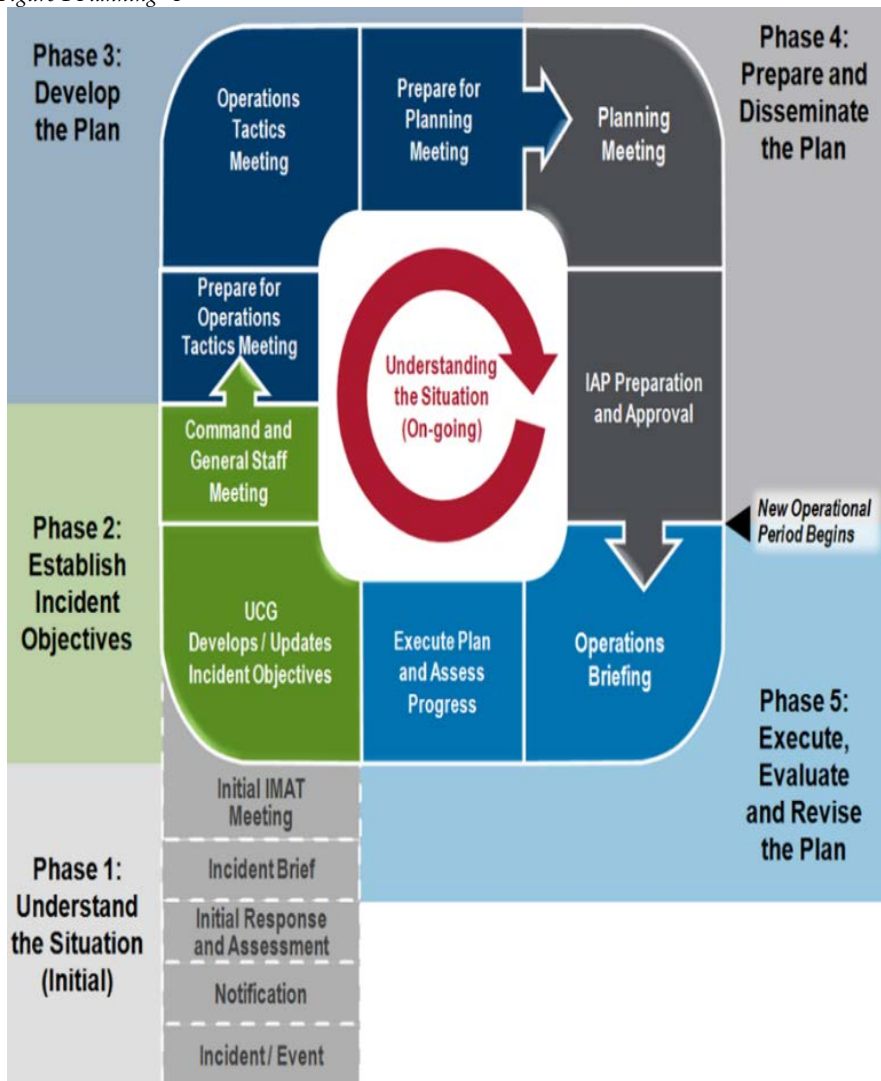 Phase 3:
Develop
the Plan
Operations
Tactics
Meeting
Prepare for
Planning
Meeting
Planning
Meeting
Phase 4:
Prepare and
Disseminate
the Plan
Prepare for
Operations
Tactics Meeting
Understanding
the Situation
(On-going)
IAP Preparation
and Approval
Command and
General Staff
Meeting
New Operational
Period Begins
Phase 2:
Establish
Incident
Objectives
UCG
Develops / Updates
Incident Objectives
Execute Plan
and Assess
Progress
Operations
Briefing
Phase 5:
Execute,
Evaluate
and Revise
the Plan
Phase 1:
Understand
the Situation
(Initial)
Initial IMAT
Meeting
Incident Brief
Initial Response
and Assessment
Notification
Incident / Event